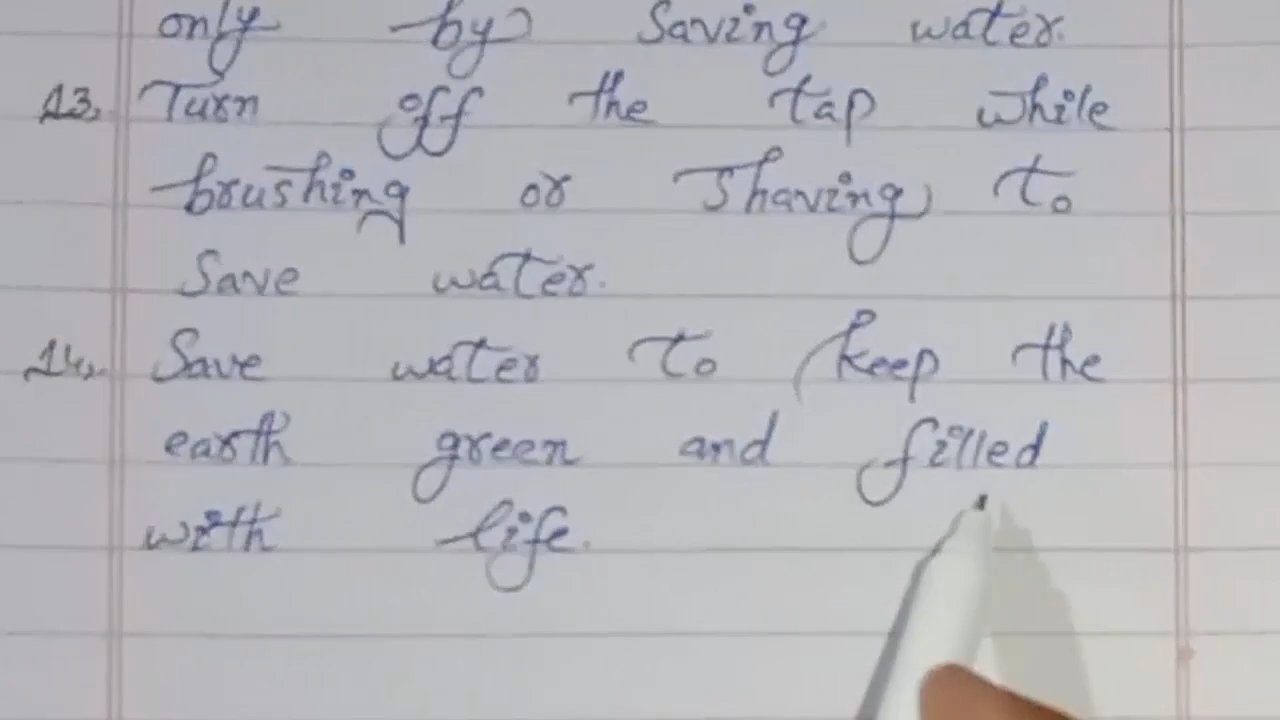 only by Saving water.
13. Turn off the tap while
brushing or Shaving to
Save water.
14. Save water to keep the
earth green and filled
with life.